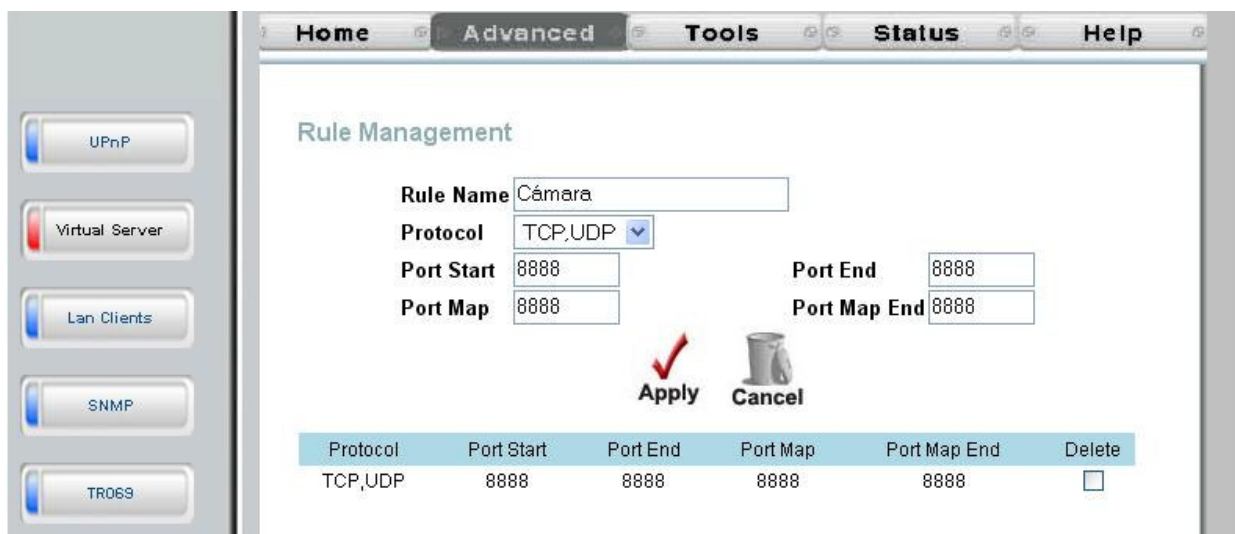 Home Advanced Tools Status Help
UPnP
Virtual Server
Lan Clients
SNMP
TR069
Rule Management
Rule Name Cámara
Protocol TCP,UDP
Port Start 8888 Port End 8888
Port Map 8888 Port Map End 8888
Apply Cancel
Protocol Port Start Port End Port Map Port Map End Delete
TCP,UDP 8888 8888 8888 8888